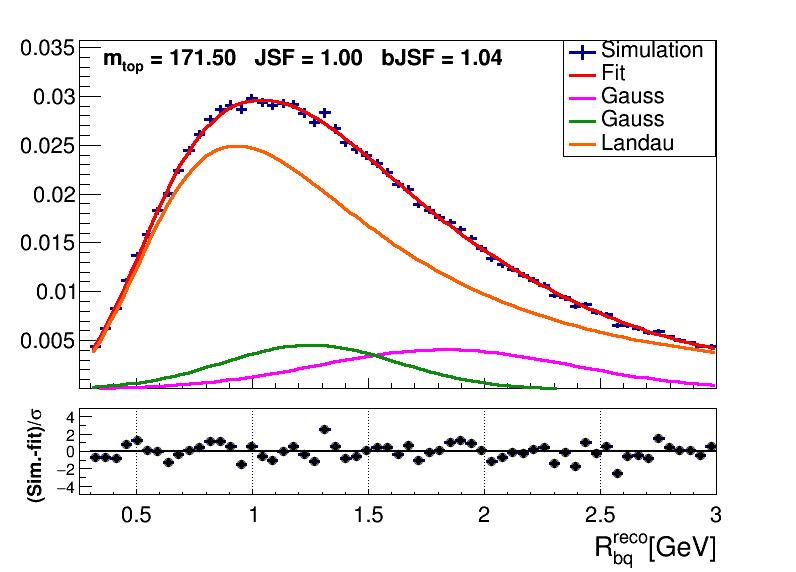 0.035
0.03
0.025
0.02
0.015
0.01
0.005
m_top = 171.50 JSF = 1.00 bJSF = 1.04
Simulation
Fit
Gauss
Gauss
Landau
(Sim.-fit)/σ
4
2
0
−2
−4
0.5 1 1.5 2 2.5 3
R_bq^reco[GeV]